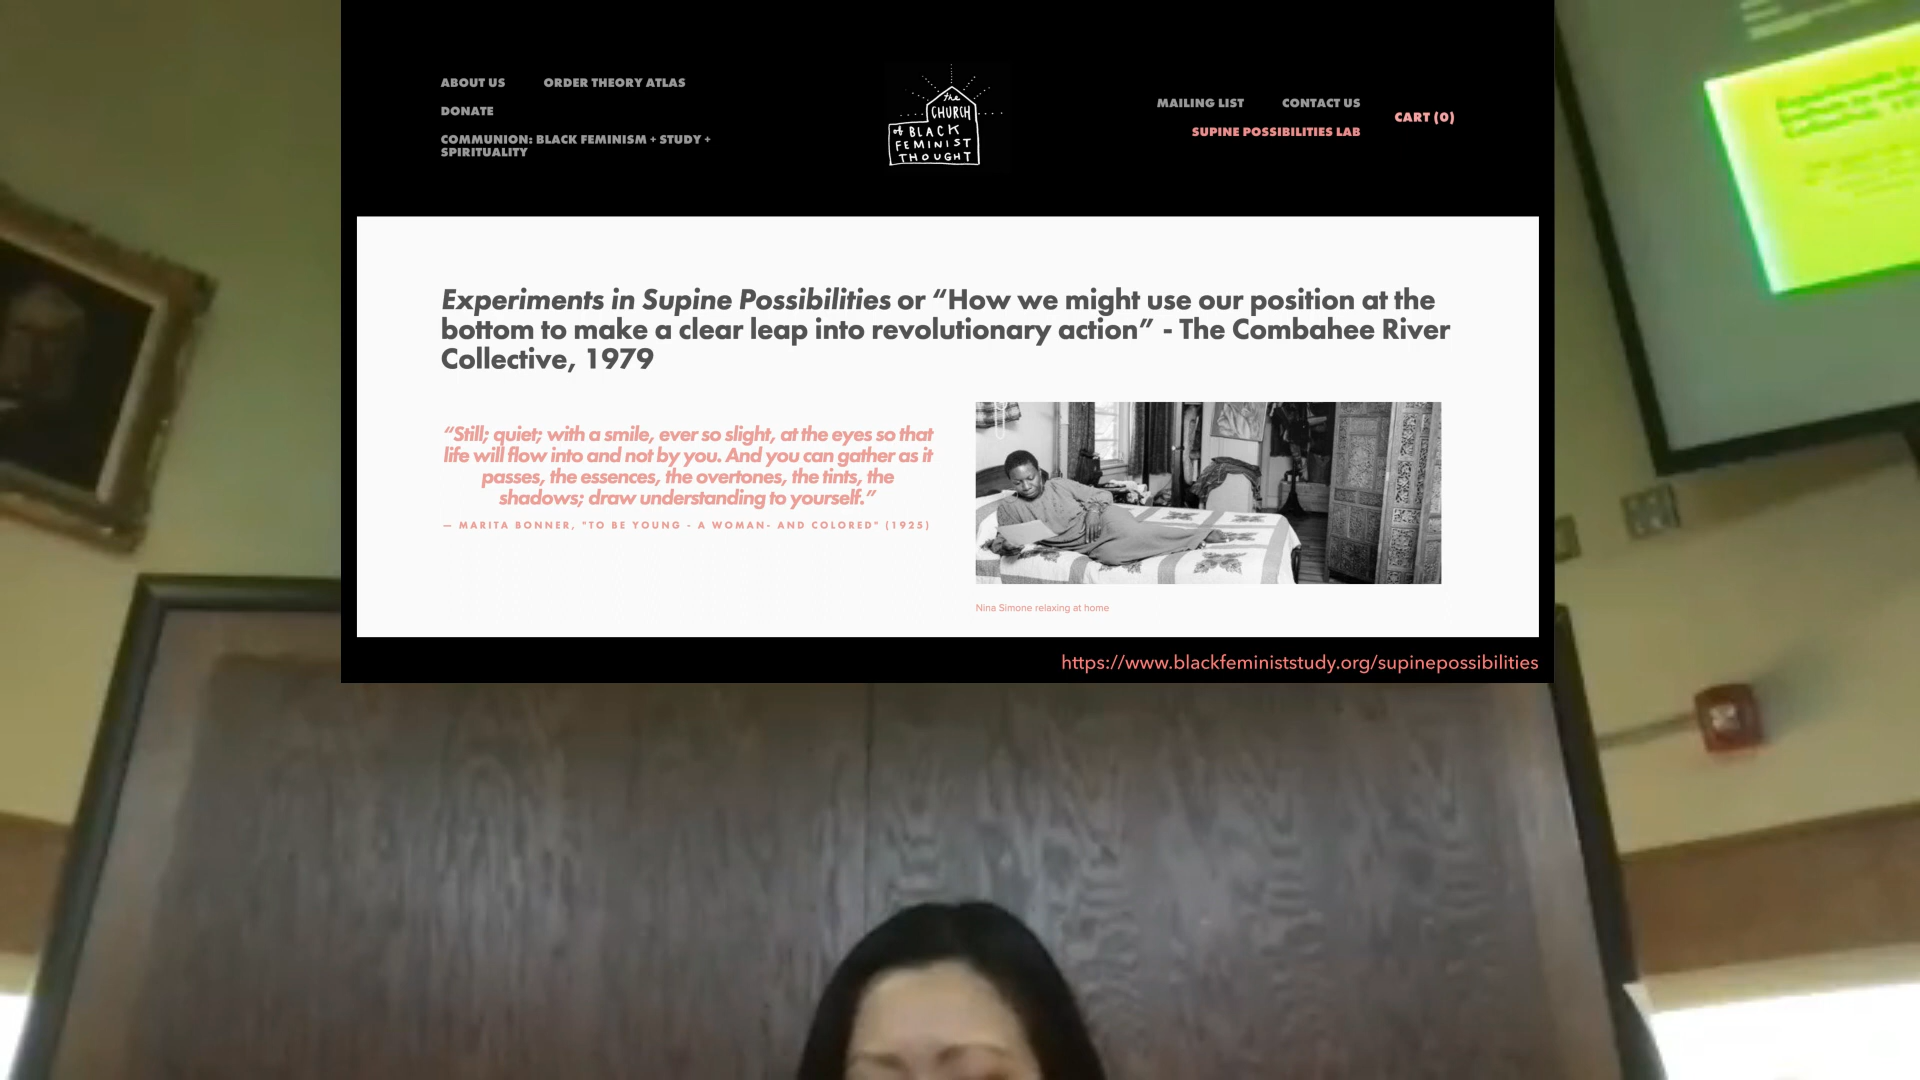 ABOUT US ORDER THEORY ATLAS
DONATE
COMMUNION: BLACK FEMINISM + STUDY +
SPIRITUALITY
the
CHURCH
of BLACK
FEMINIST
THOUGHT
MAILING LIST CONTACT US
SUPINE POSSIBILITIES LAB
CART (0)
Experiments in Supine Possibilities or “How we might use our position at the
bottom to make a clear leap into revolutionary action” - The Combahee River
Collective, 1979
“Still; quiet; with a smile, ever so slight, at the eyes so that
life will flow into and not by you. And you can gather as it
passes, the essences, the overtones, the tints, the
shadows; draw understanding to yourself.”
— MARITA BONNER, "TO BE YOUNG - A WOMAN- AND COLORED" (1925)
Nina Simone relaxing at home
https://www.blackfeministstudy.org/supinepossibilities